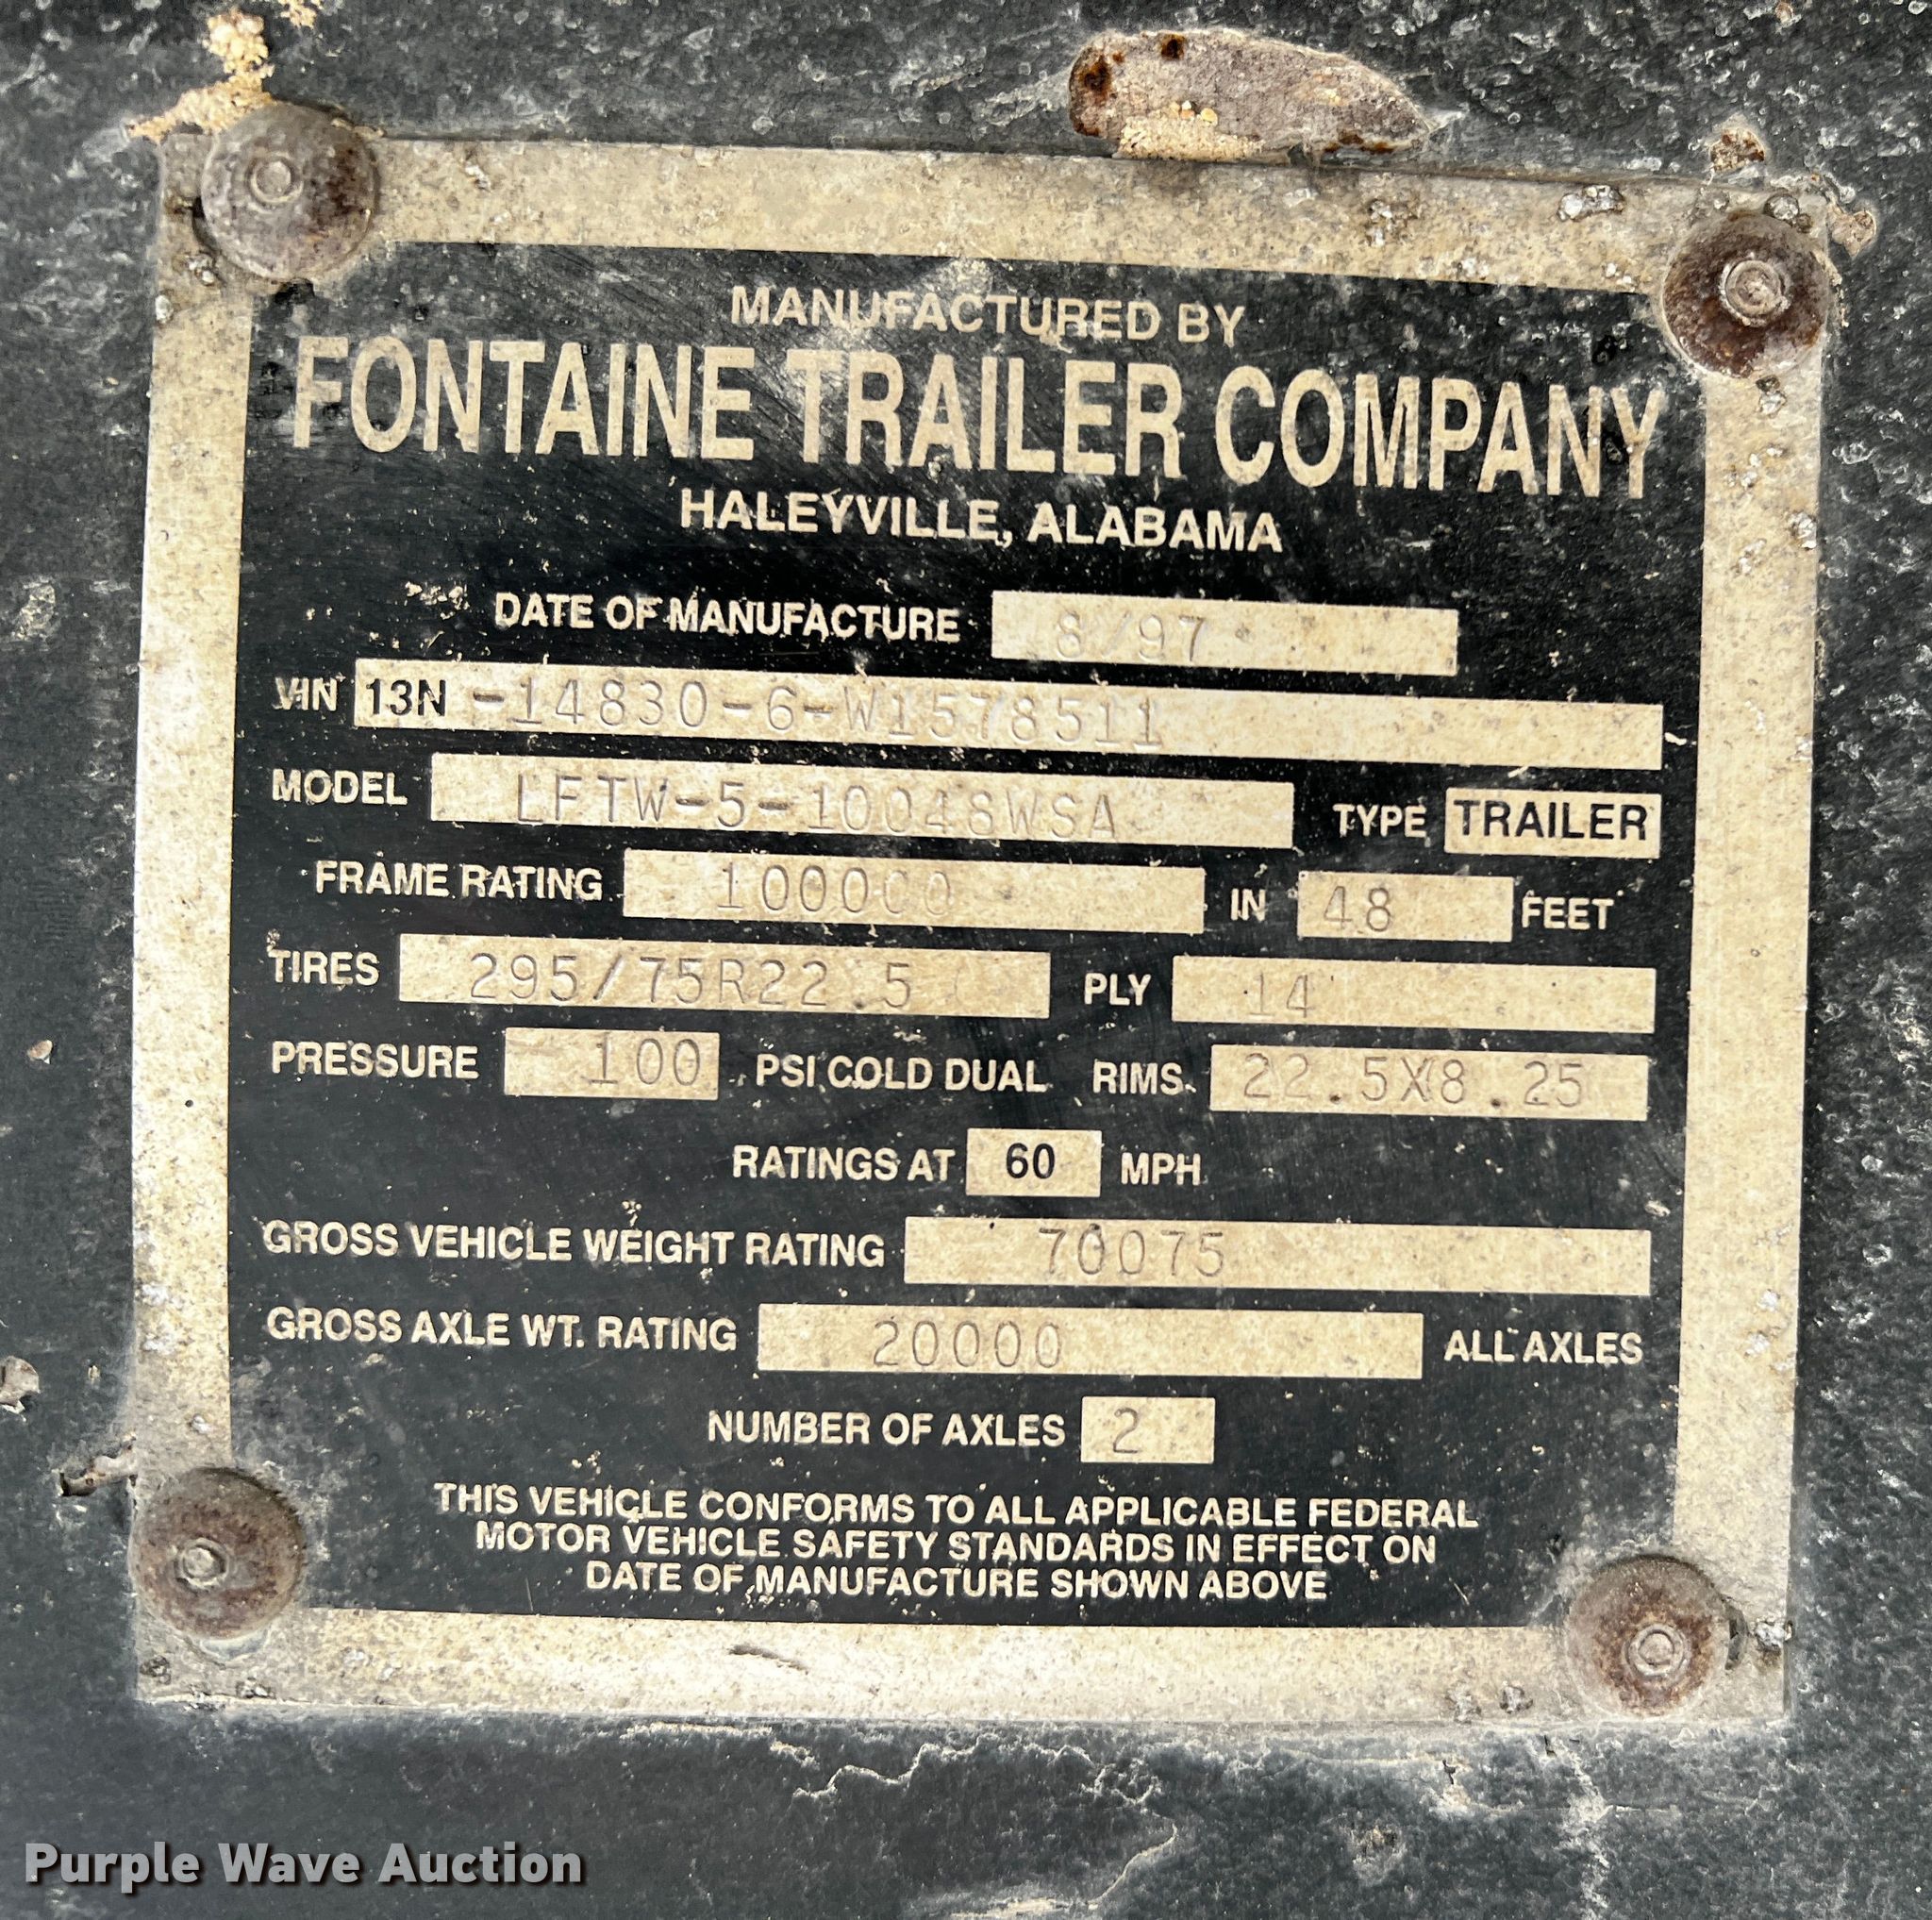 MANUFACTURED BY
FONTAINE TRAILER COMPANY
HALEYVILLE, ALABAMA
DATE OF MANUFACTURE 8/97
VIN 13N -14830-6-W1578511
MODEL LFTW-5-10048WSA TYPE TRAILER
FRAME RATING 100000 IN 48 FEET
TIRES 295/75R22.5 PLY 14
PRESSURE 100 PSI COLD DUAL RIMS 22.5X8.25
RATINGS AT 60 MPH
GROSS VEHICLE WEIGHT RATING 70075
GROSS AXLE WT. RATING 20000 ALL AXLES
NUMBER OF AXLES 2
THIS VEHICLE CONFORMS TO ALL APPLICABLE FEDERAL
MOTOR VEHICLE SAFETY STANDARDS IN EFFECT ON
DATE OF MANUFACTURE SHOWN ABOVE
Purple Wave Auction